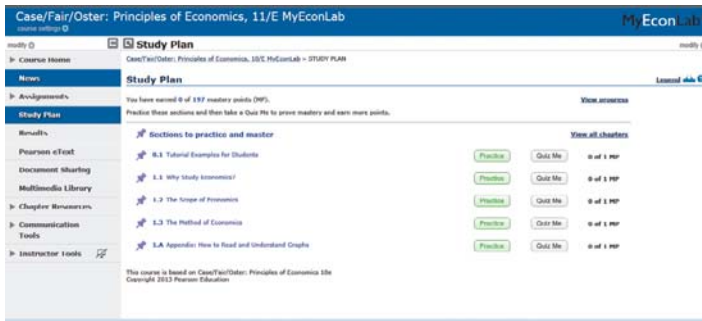 Case/Fair/Oster: Principles of Economics, 11/E MyEconLab
course settings
MyEconLab
modify
Study Plan
modify
Course Home
Case/Fair/Oster: Principles of Economics, 10/E MyEconLab > STUDY PLAN
News
Study Plan
Legend
Assignments
You have earned 0 of 197 mastery points (MP).
View progress
Study Plan
Practice these sections and then take a Quiz Me to prove mastery and earn more points.
Results
Sections to practice and master
View all chapters
Pearson eText
0.1 Tutorial Examples for Students
Practice
Quiz Me
0 of 1 MP
Document Sharing
1.1 Why Study Economics?
Practice
Quiz Me
0 of 1 MP
Multimedia Library
1.2 The Scope of Economics
Practice
Quiz Me
0 of 1 MP
Chapter Resources
1.3 The Method of Economics
Practice
Quiz Me
0 of 1 MP
Communication
Tools
1.A Appendix: How to Read and Understand Graphs
Practice
Quiz Me
0 of 1 MP
Instructor Tools
This course is based on Case/Fair/Oster: Principles of Economics 10e
Copyright 2013 Pearson Education